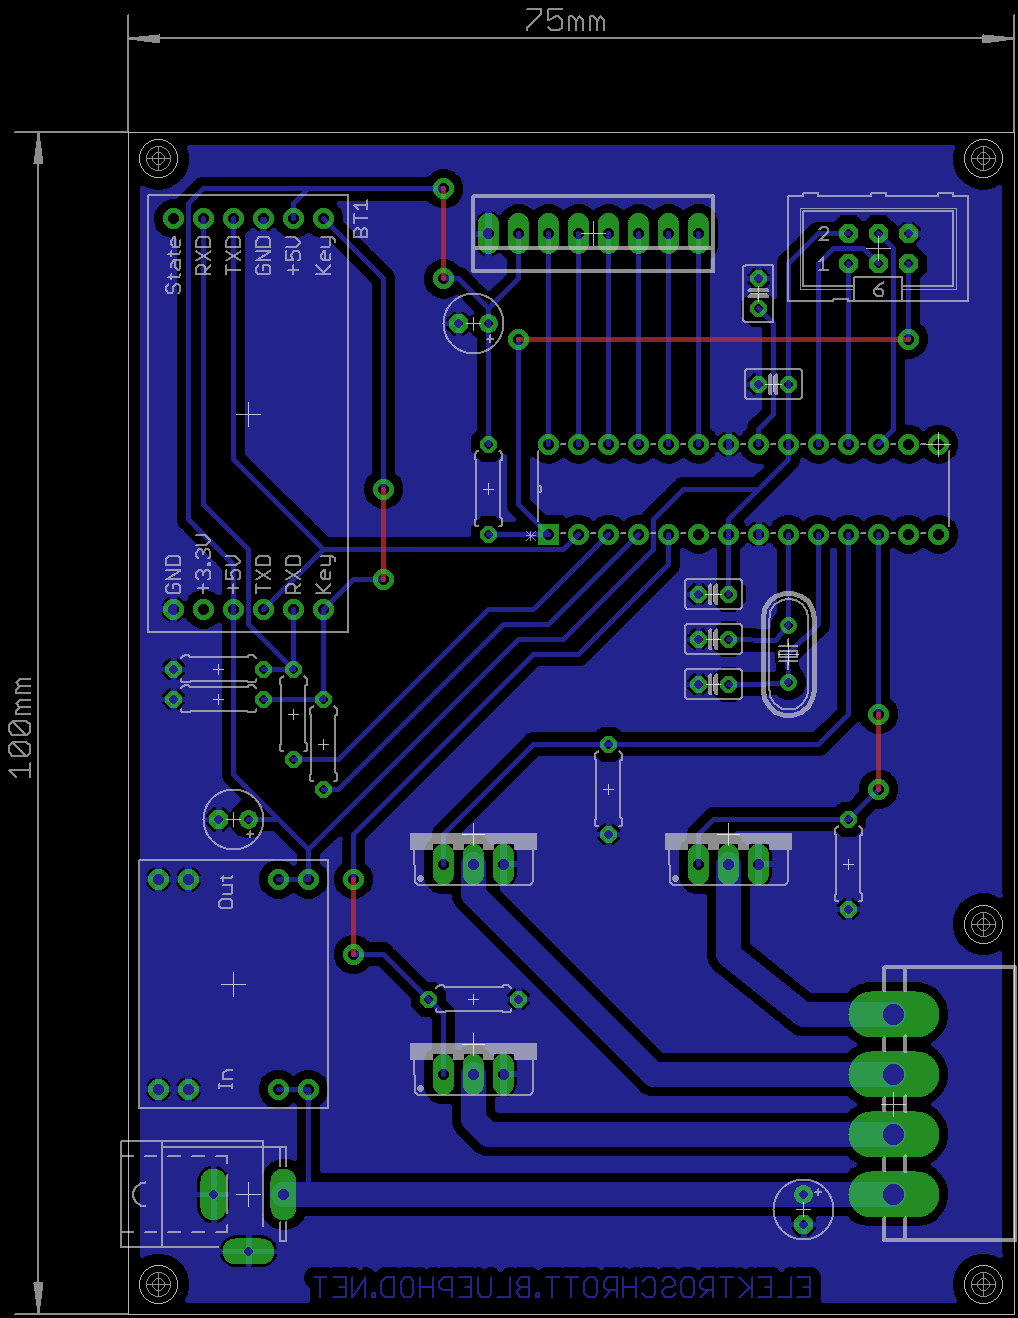 75mm
100mm
BT1
State
RXD
TXD
GND
+5V
Key
2
1
6
GND
+3.3V
+5V
TXD
RXD
Key
+
+
Out
In
+
ELEKTROSCHROTT.BLUEPHOD.NET